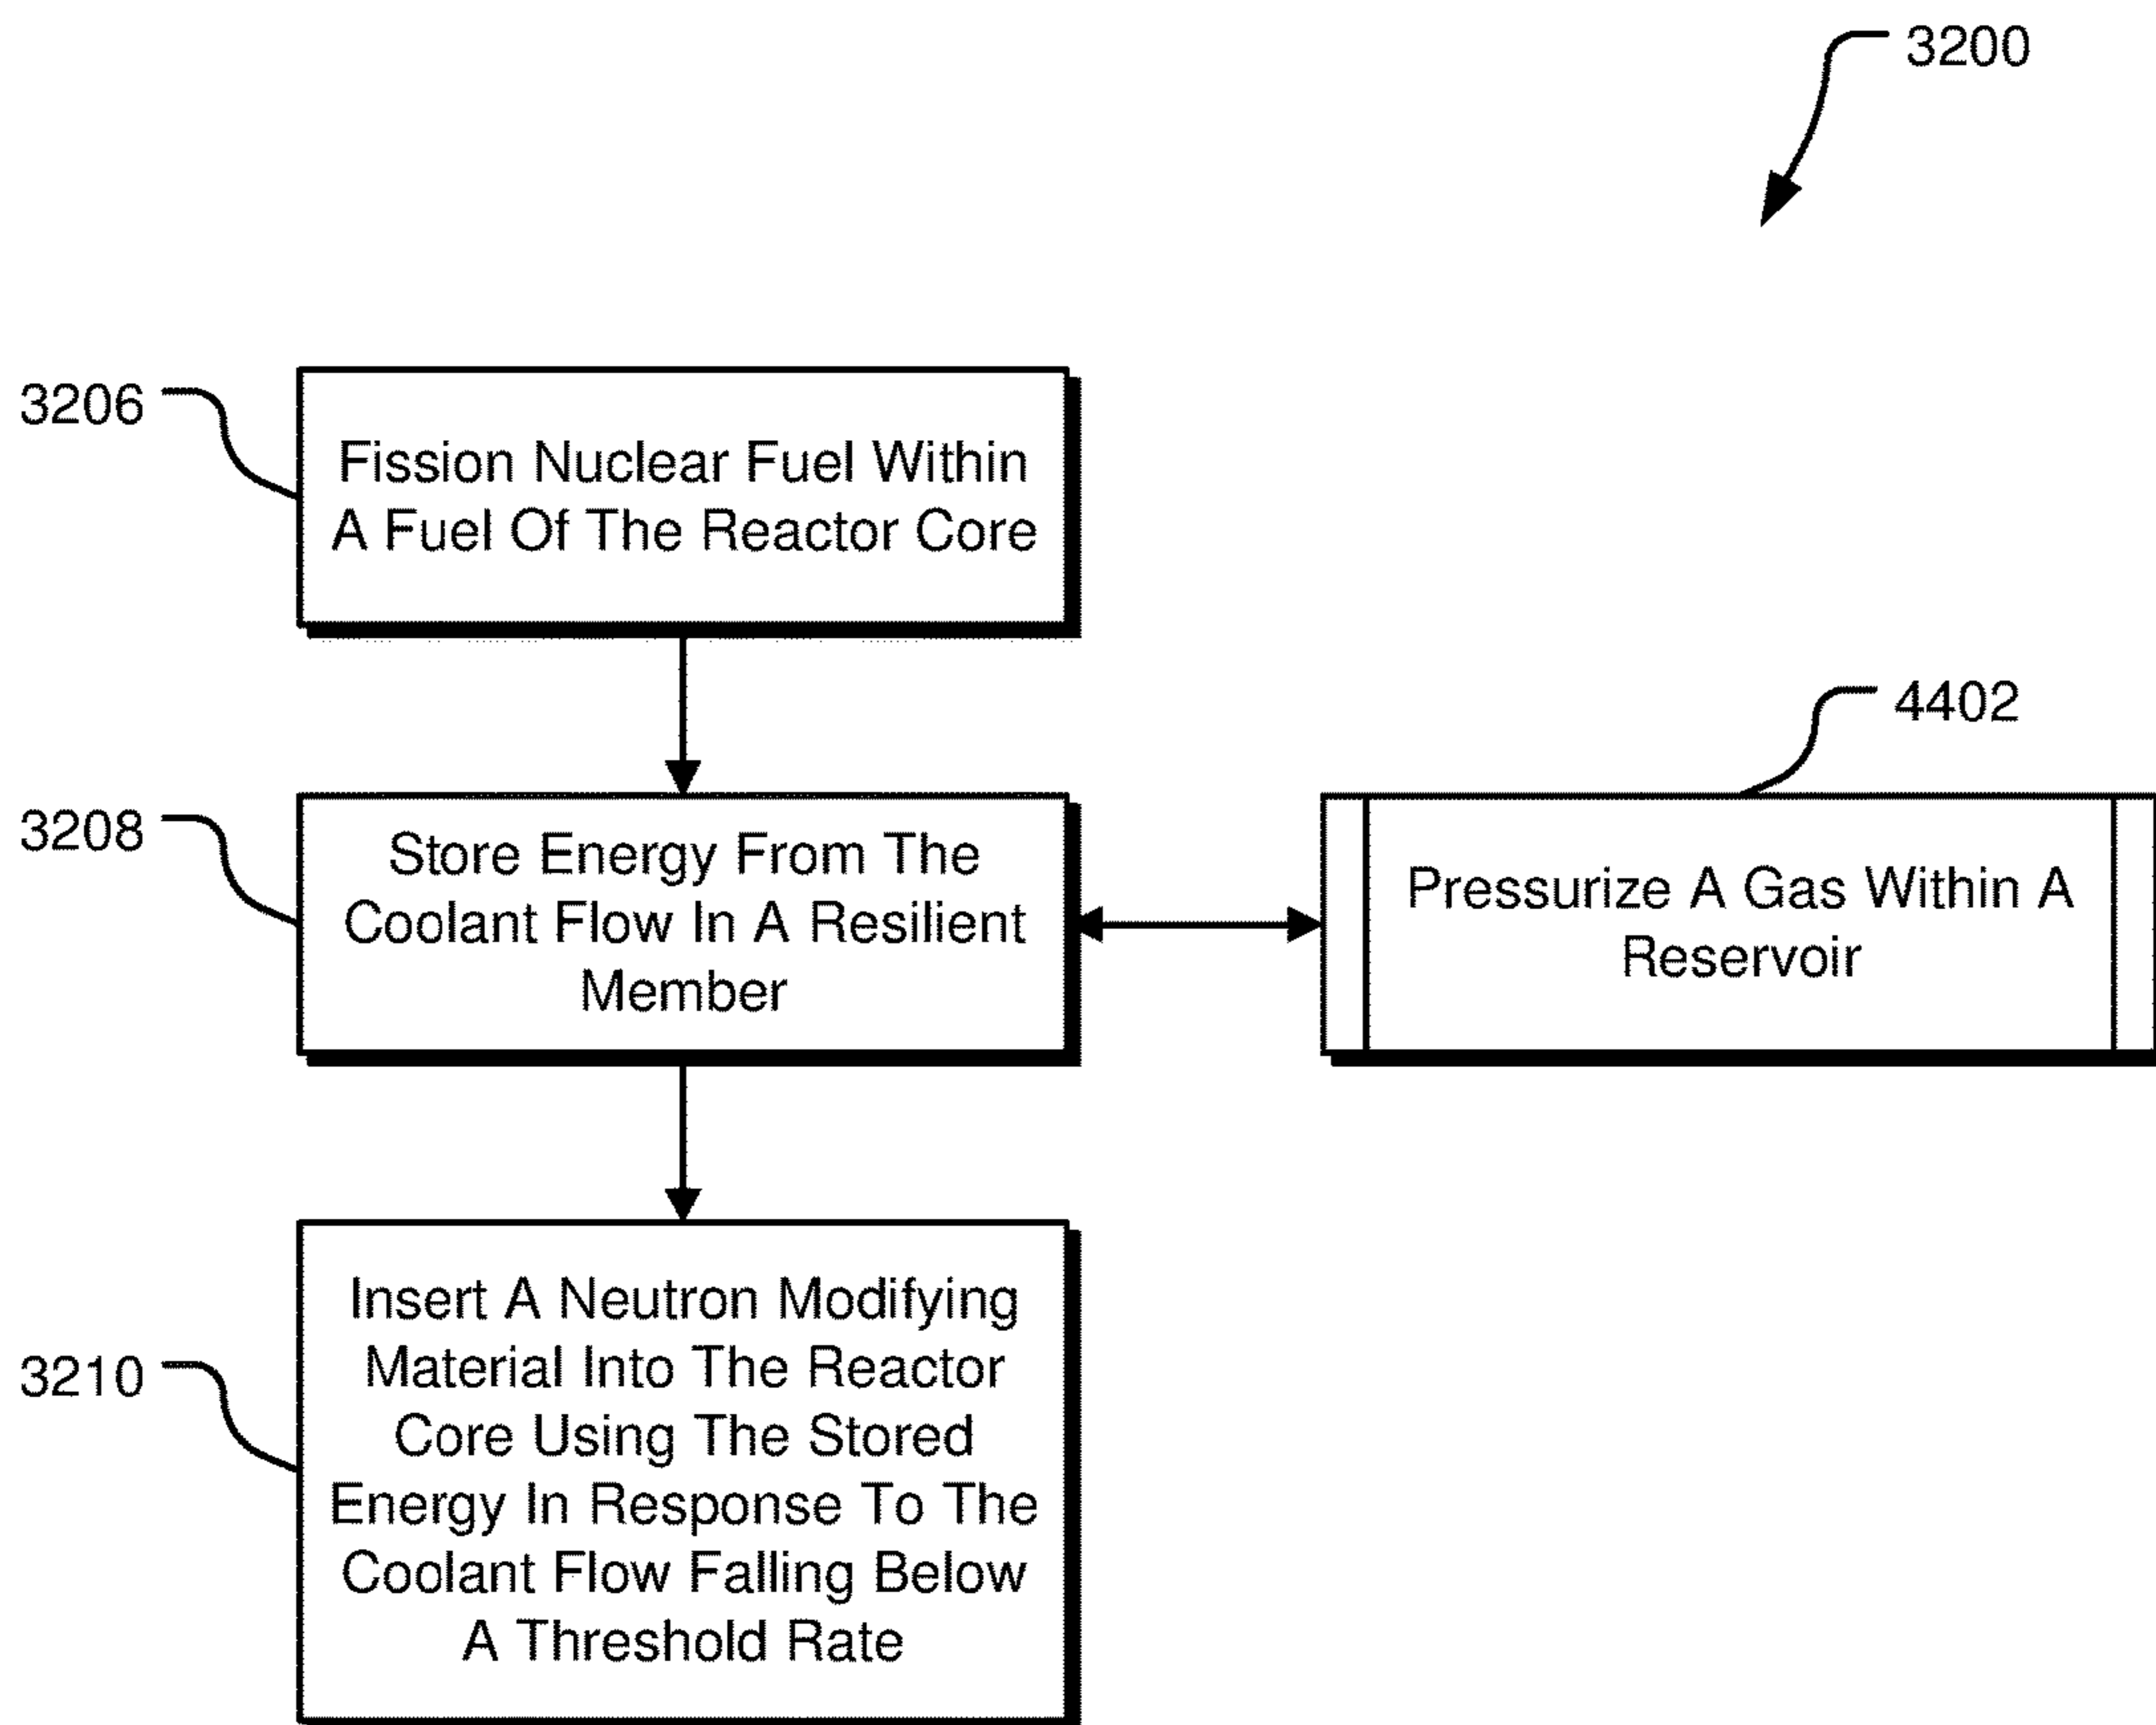 3200
3206
Fission Nuclear Fuel Within
A Fuel Of The Reactor Core
3208
Store Energy From The
Coolant Flow In A Resilient
Member
4402
Pressurize A Gas Within A
Reservoir
3210
Insert A Neutron Modifying
Material Into The Reactor
Core Using The Stored
Energy In Response To The
Coolant Flow Falling Below
A Threshold Rate